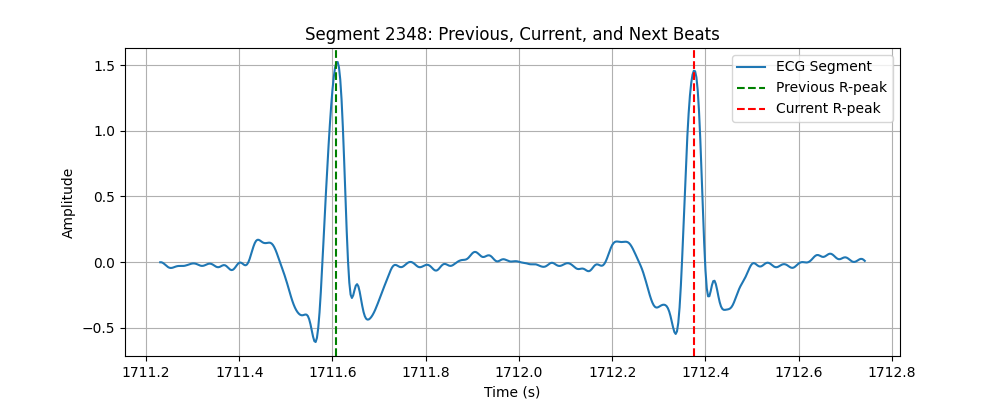 Segment 2348: Previous, Current, and Next Beats
ECG Segment
Previous R-peak
Current R-peak
1.5
1.0
0.5
0.0
−0.5
Amplitude
1711.2 1711.4 1711.6 1711.8 1712.0 1712.2 1712.4 1712.6 1712.8
Time (s)